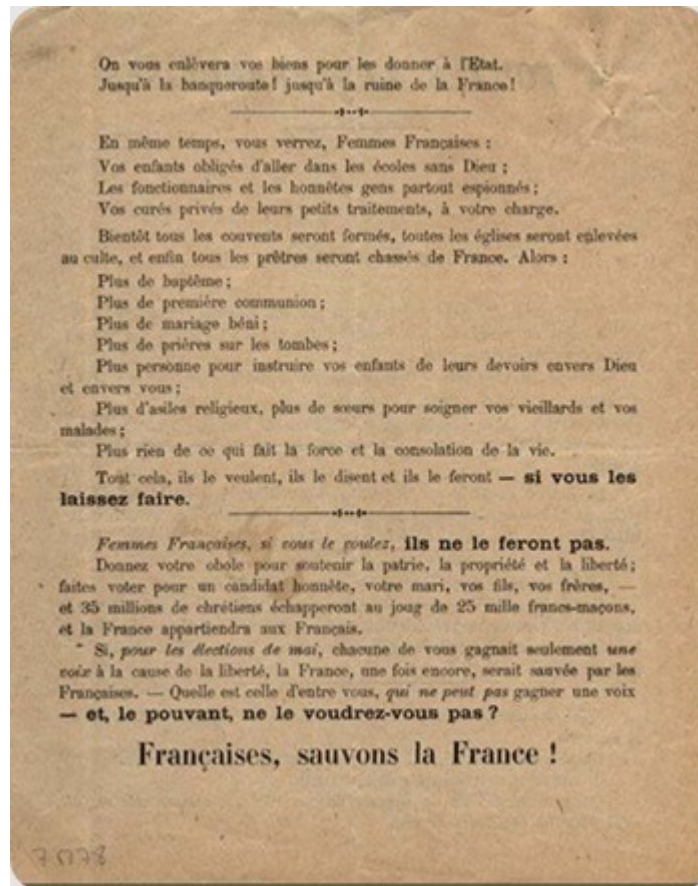 On vous enlèvera vos biens pour les donner à l'Etat.
Jusqu'à la banqueroute! jusqu'à la ruine de la France!
En même temps, vous verrez, Femmes Françaises :
Vos enfants obligés d'aller dans les écoles sans Dieu ;
Les fonctionnaires et les honnêtes gens partout espionnés ;
Vos curés privés de leurs petits traitements, à votre charge.
Bientôt tous les couvents seront fermés, toutes les églises seront enlevées
au culte, et enfin tous les prêtres seront chassés de France. Alors :
Plus de baptême ;
Plus de première communion ;
Plus de mariage béni ;
Plus de prières sur les tombes ;
Plus personne pour instruire vos enfants de leurs devoirs envers Dieu
et envers vous ;
Plus d'asiles religieux, plus de sœurs pour soigner vos vieillards et vos
malades ;
Plus rien de ce qui fait la force et la consolation de la vie.
Tout cela, ils le veulent, ils le disent et ils le feront — si vous les
laissez faire.
Femmes Françaises, si vous le voulez, ils ne le feront pas.
Donnez votre obole pour soutenir la patrie, la propriété et la liberté ;
faites voter pour un candidat honnête, votre mari, vos fils, vos frères, —
et 35 millions de chrétiens échapperont au joug de 25 mille francs-maçons,
et la France appartiendra aux Français.
Si, pour les élections de mai, chacune de vous gagnait seulement une
voix à la cause de la liberté, la France, une fois encore, serait sauvée par les
Françaises. — Quelle est celle d'entre vous, qui ne peut pas gagner une voix
— et, le pouvant, ne le voudrez-vous pas ?
Françaises, sauvons la France !